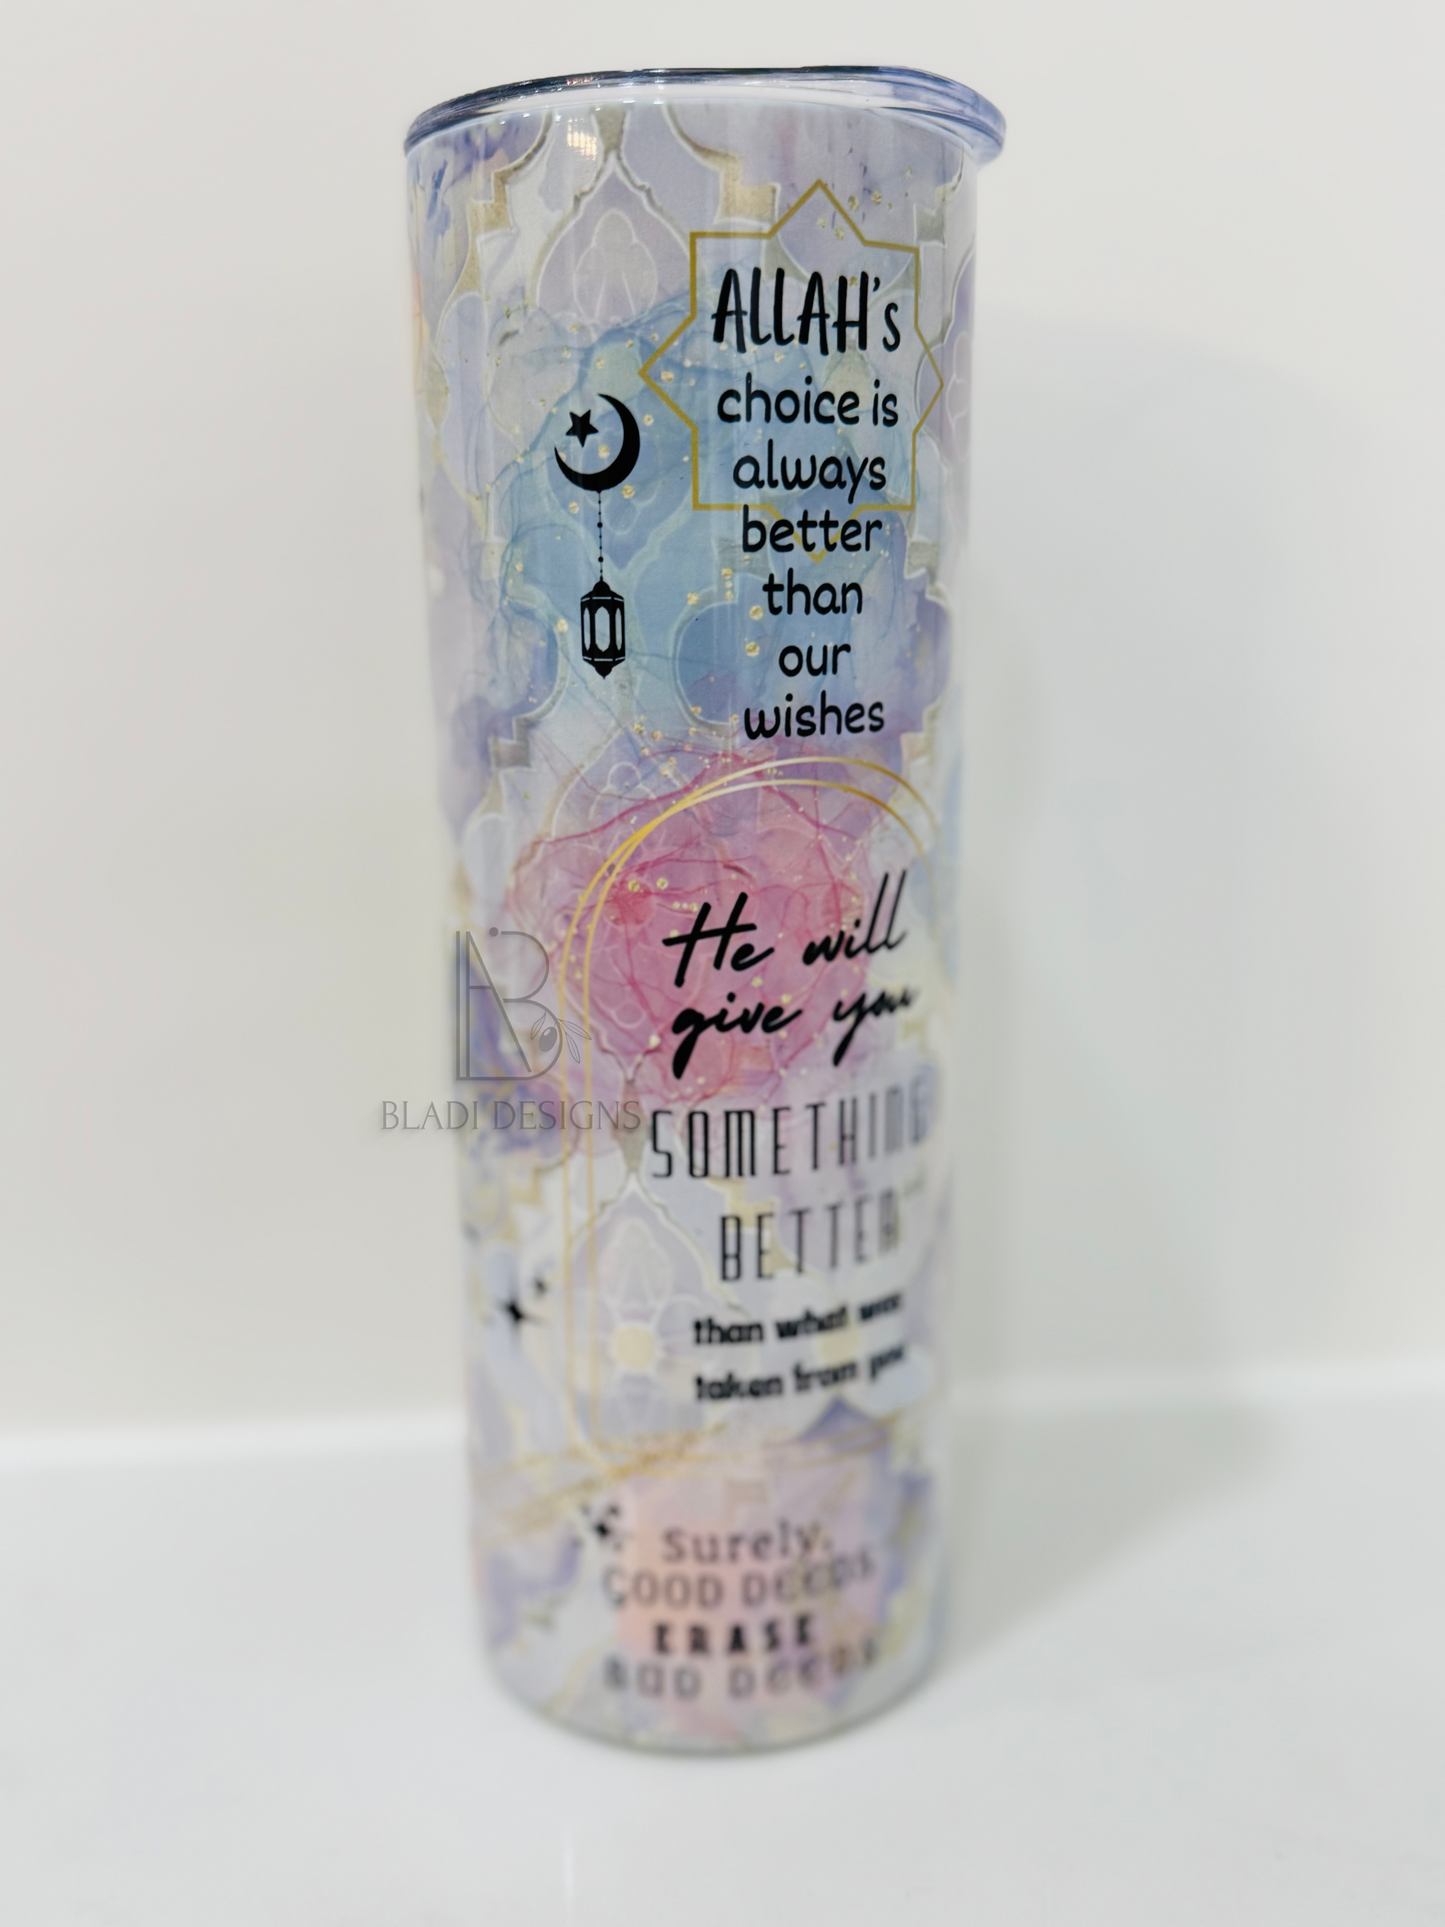 ALLAH's
choice is
always
better
than
our
wishes
He will
give you
SOMETHING
BETTER
than what was
taken from you
Surely,
GOOD DEEDS
ERASE
BAD DEEDS
BLADI DESIGNS